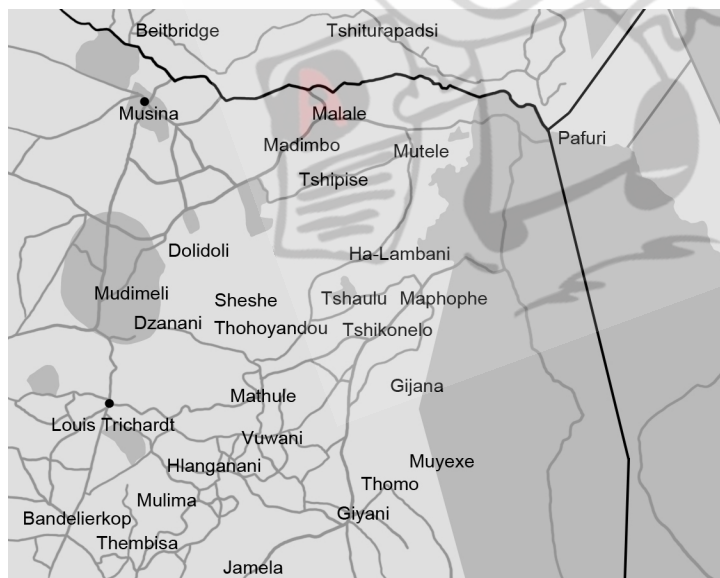 Beitbridge
Tshiturapadsi
Musina
Malale
Pafuri
Madimbo
Mutele
Tshipise
Dolidoli
Ha-Lambani
Mudimeli
Sheshe
Tshaulu
Maphophe
Dzanani
Thohoyandou
Tshikonelo
Gijana
Mathule
Louis Trichardt
Vuwani
Hlanganani
Muyexe
Thomo
Mulima
Giyani
Bandelierkop
Thembisa
Jamela